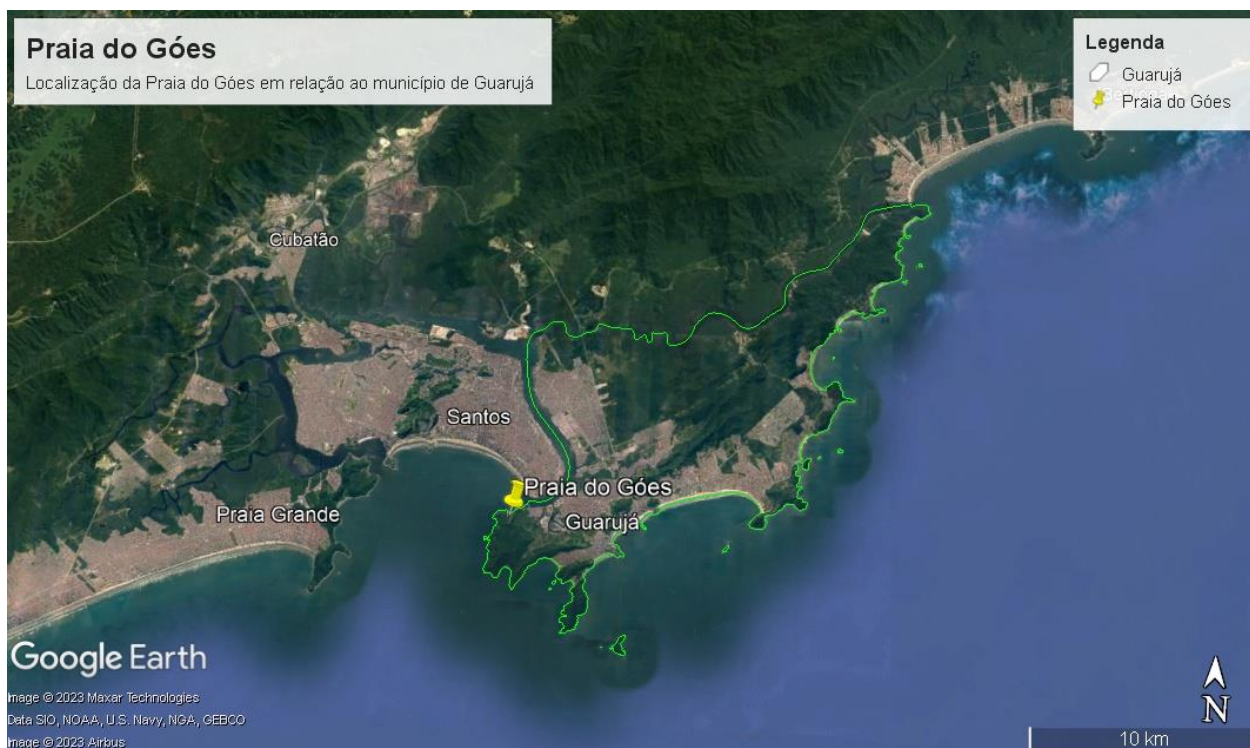 Praia do Góes
Localização da Praia do Góes em relação ao município de Guarujá
Legenda
Guarujá
Praia do Góes
Cubatão
Santos
Praia do Góes
Praia Grande
Guarujá
Google Earth
Image © 2023 Maxar Technologies
Data SIO, NOAA, U.S. Navy, NGA, GEBCO
Image © 2023 Airbus
N
10 km